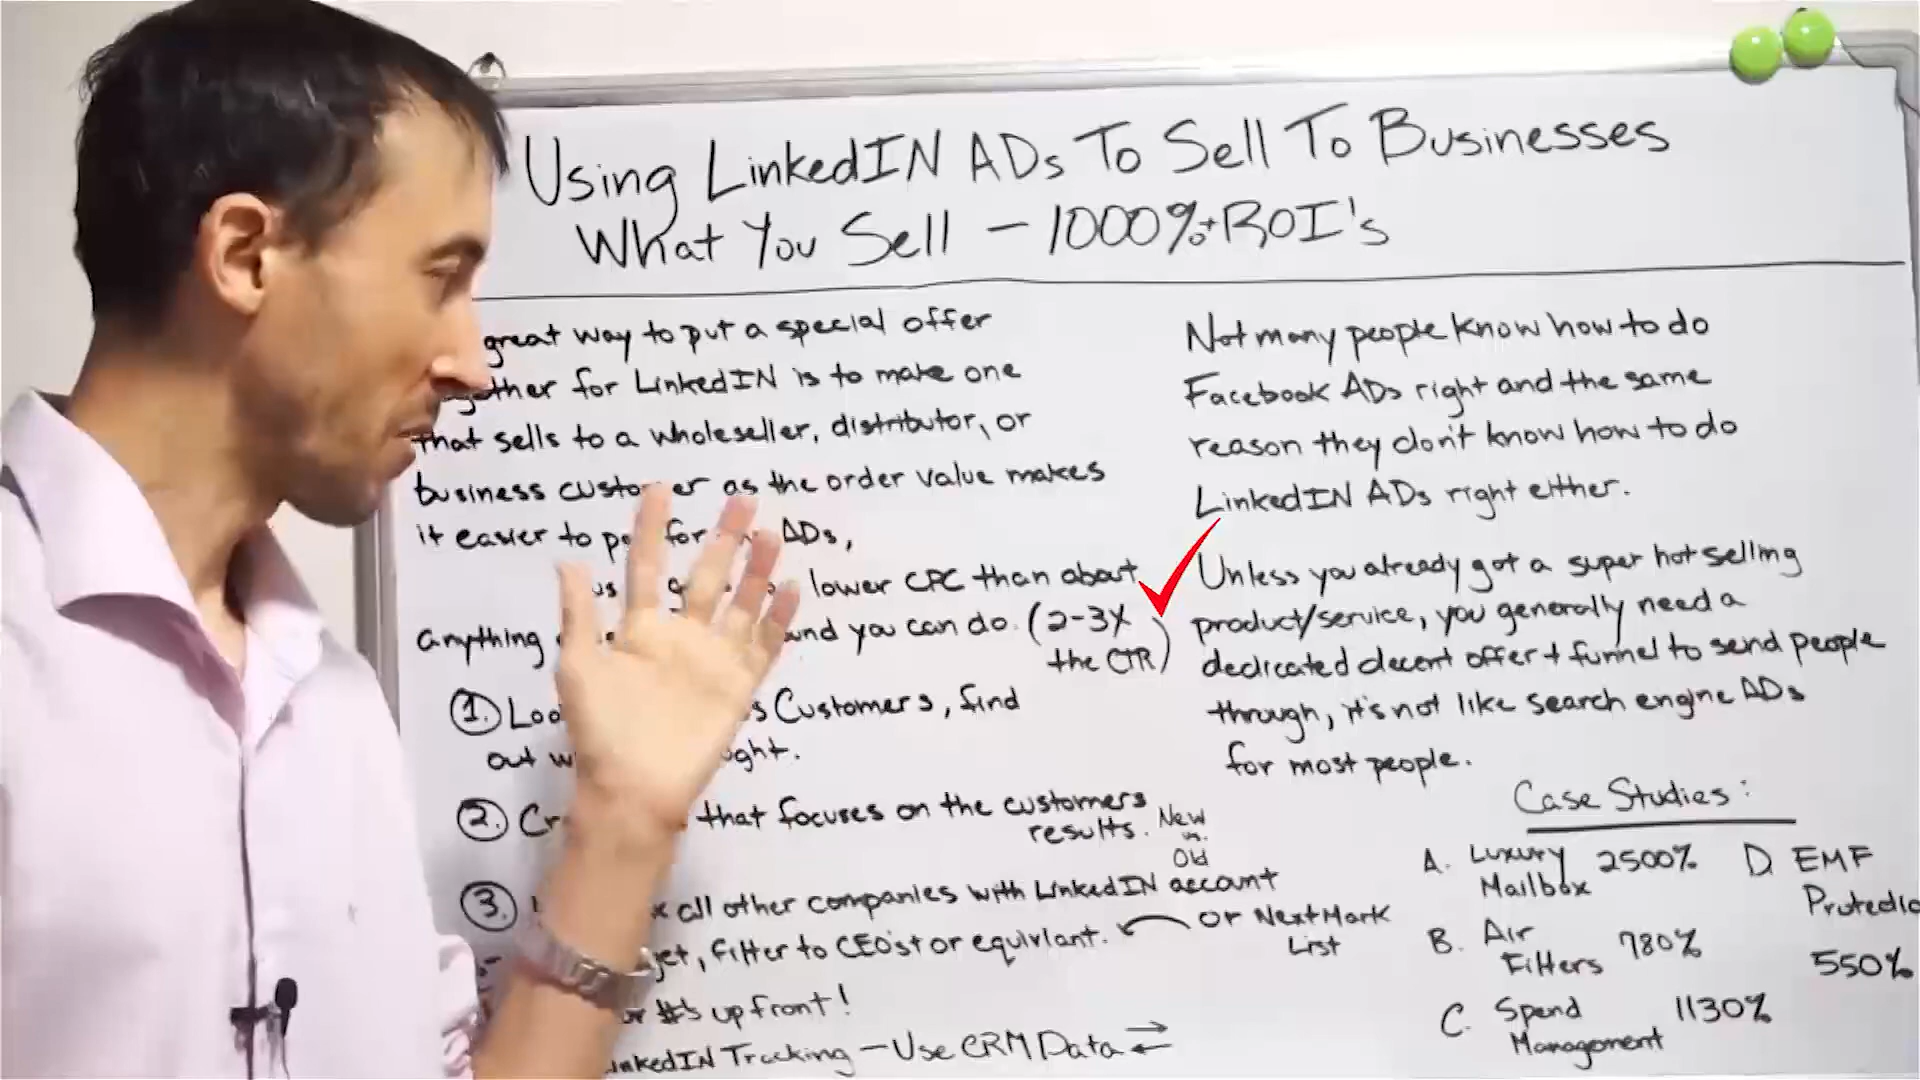 Using LinkedIN ADs To Sell To Businesses
What You Sell - 1000%+ ROI's
great way to put a special offer
for LinkedIN is to make one
that sells to a wholeseller, distributor, or
business customer as the order value makes
it easier to for ADs,
lower CPC than about
anything you can do. (2-3X
the CTR)
1. Customers, find
out
2. that focuses on the customers
results. New
vs.
Old
3. all other companies with LinkedIN account
filter to CEO's or equivlant. or NextMark
List
#'s up front!
LinkedIN Tracking - Use CRM Data
Not many people know how to do
Facebook ADs right and the same
reason they don't know how to do
LinkedIN ADs right either.
Unless you already got a super hot selling
product/service, you generally need a
dedicated decent offer + funnel to send people
through, it's not like search engine ADs
for most people.
Case Studies:
A. Luxury Mailbox 2500%
B. Air Filters 780%
C. Spend Management 1130%
D. EMF
Protectio
550%